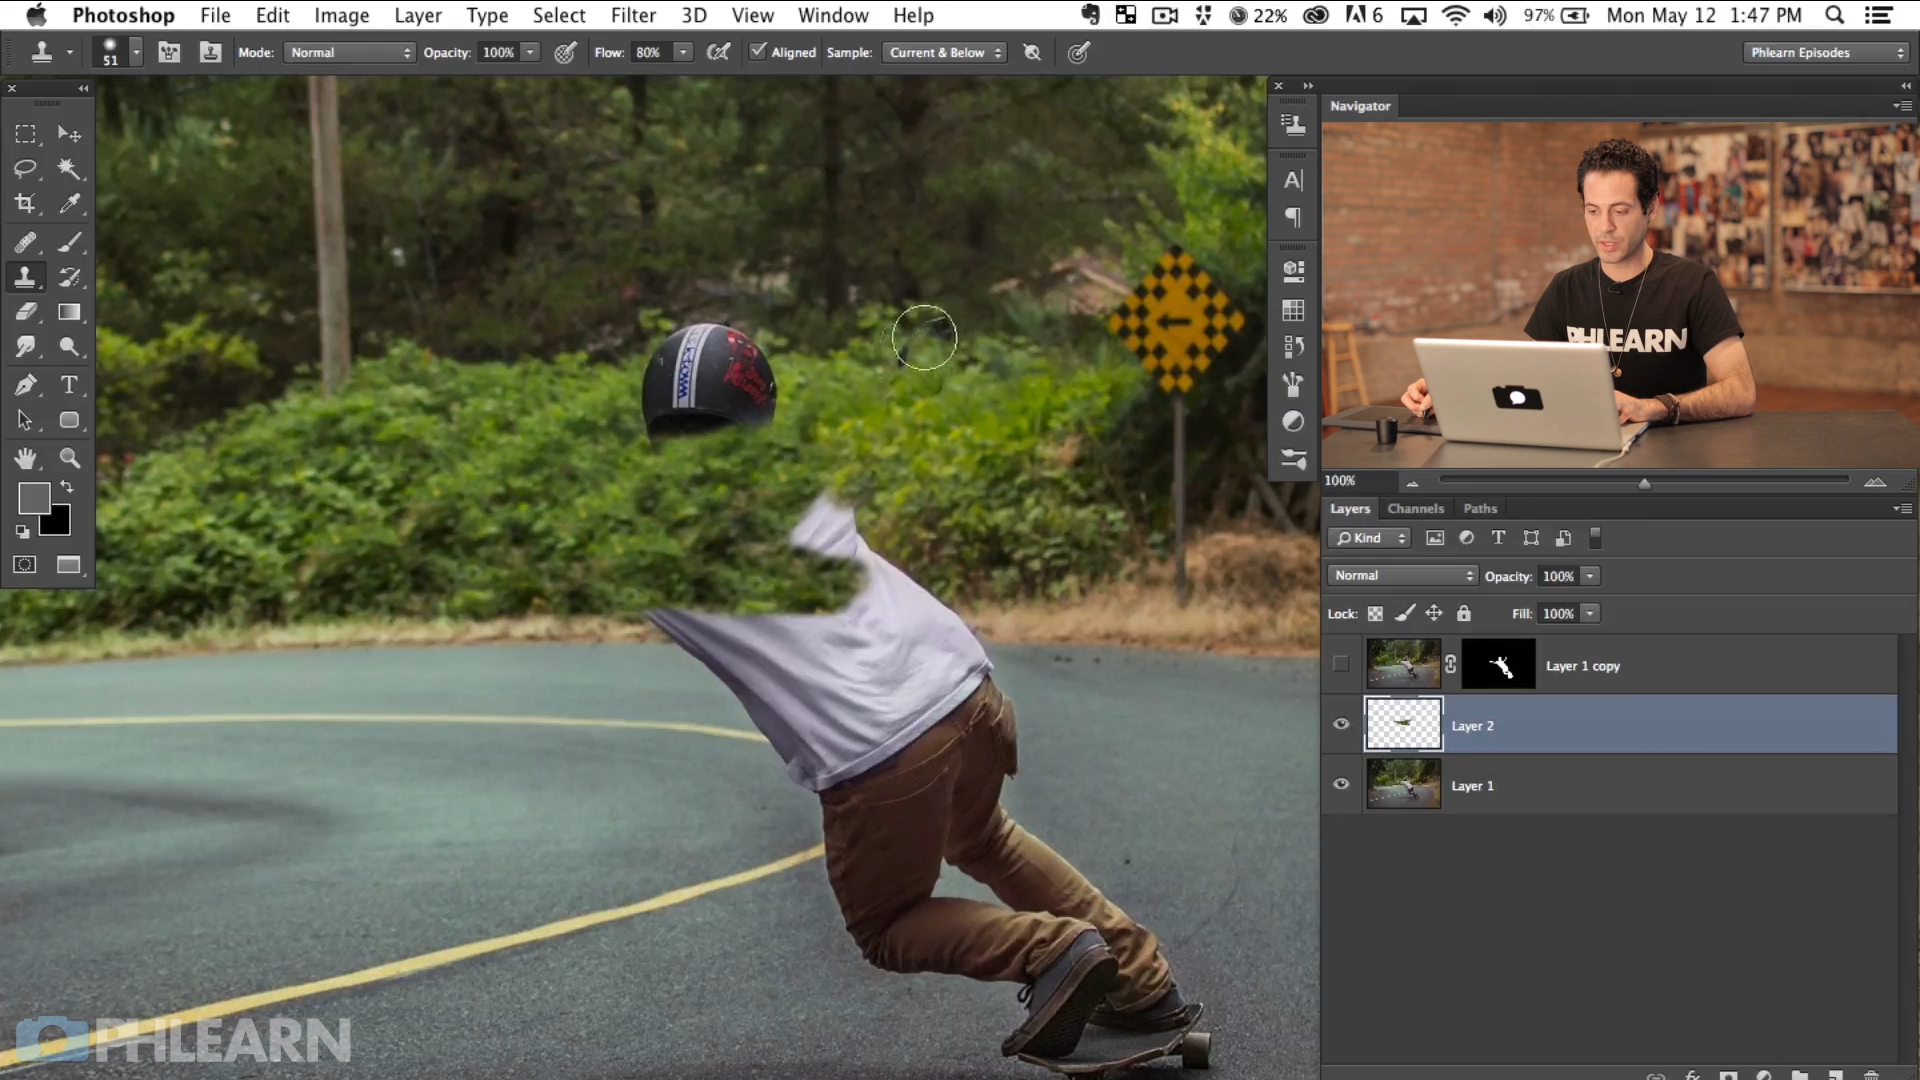 Photoshop File Edit Image Layer Type Select Filter 3D View Window Help 22% 6 97% Mon May 12 1:47 PM
51 Mode: Normal Opacity: 100% Flow: 80% Aligned Sample: Current & Below Phlearn Episodes
Navigator
PHLEARN
100%
Layers Channels Paths
Kind
Normal Opacity: 100%
Lock: Fill: 100%
Layer 1 copy
Layer 2
Layer 1
PHLEARN